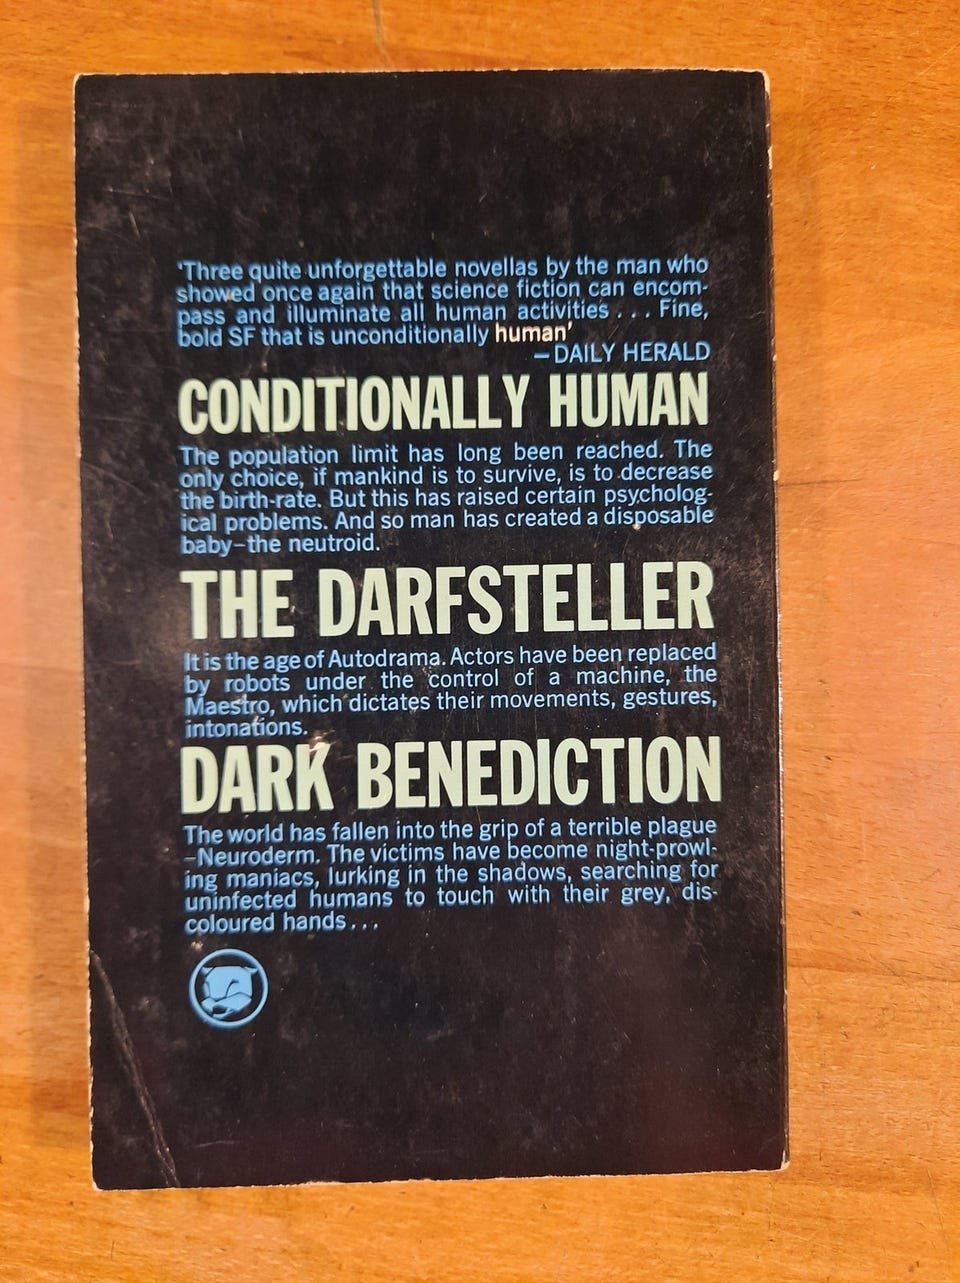 'Three quite unforgettable novellas by the man who
showed once again that science fiction can encom-
pass and illuminate all human activities . . . Fine,
bold SF that is unconditionally human'
—DAILY HERALD
CONDITIONALLY HUMAN
The population limit has long been reached. The
only choice, if mankind is to survive, is to decrease
the birth-rate. But this has raised certain psycholog-
ical problems. And so man has created a disposable
baby—the neutroid.
THE DARFSTELLER
It is the age of Autodrama. Actors have been replaced
by robots under the control of a machine, the
Maestro, which dictates their movements, gestures,
intonations.
DARK BENEDICTION
The world has fallen into the grip of a terrible plague
—Neuroderm. The victims have become night-prowl-
ing maniacs, lurking in the shadows, searching for
uninfected humans to touch with their grey, dis-
coloured hands . . .